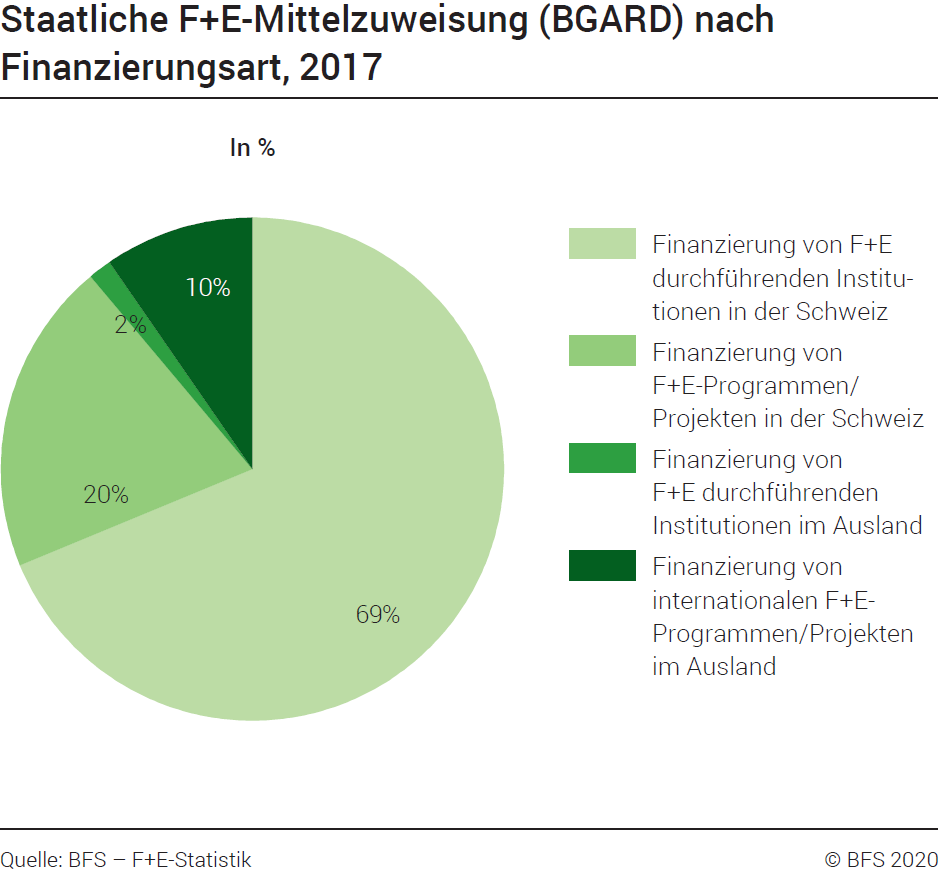 Staatliche F+E-Mittelzuweisung (BGARD) nach
Finanzierungsart, 2017
In %
10%
2%
20%
69%
Finanzierung von F+E
durchführenden Institu-
tionen in der Schweiz
Finanzierung von
F+E-Programmen/
Projekten in der Schweiz
Finanzierung von
F+E durchführenden
Institutionen im Ausland
Finanzierung von
internationalen F+E-
Programmen/Projekten
im Ausland
Quelle: BFS – F+E-Statistik
© BFS 2020